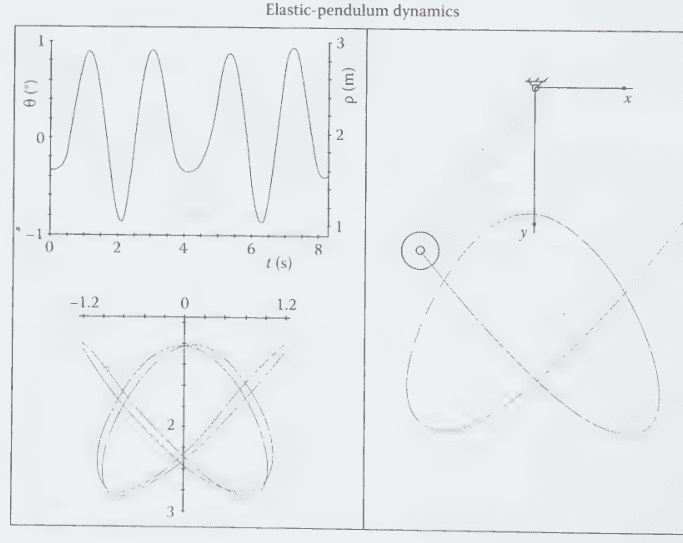 Elastic-pendulum dynamics
1
0
−1
θ (°)
3
2
1
ρ (m)
0 2 4 6 8
t (s)
−1.2 0 1.2
2
3
x
y